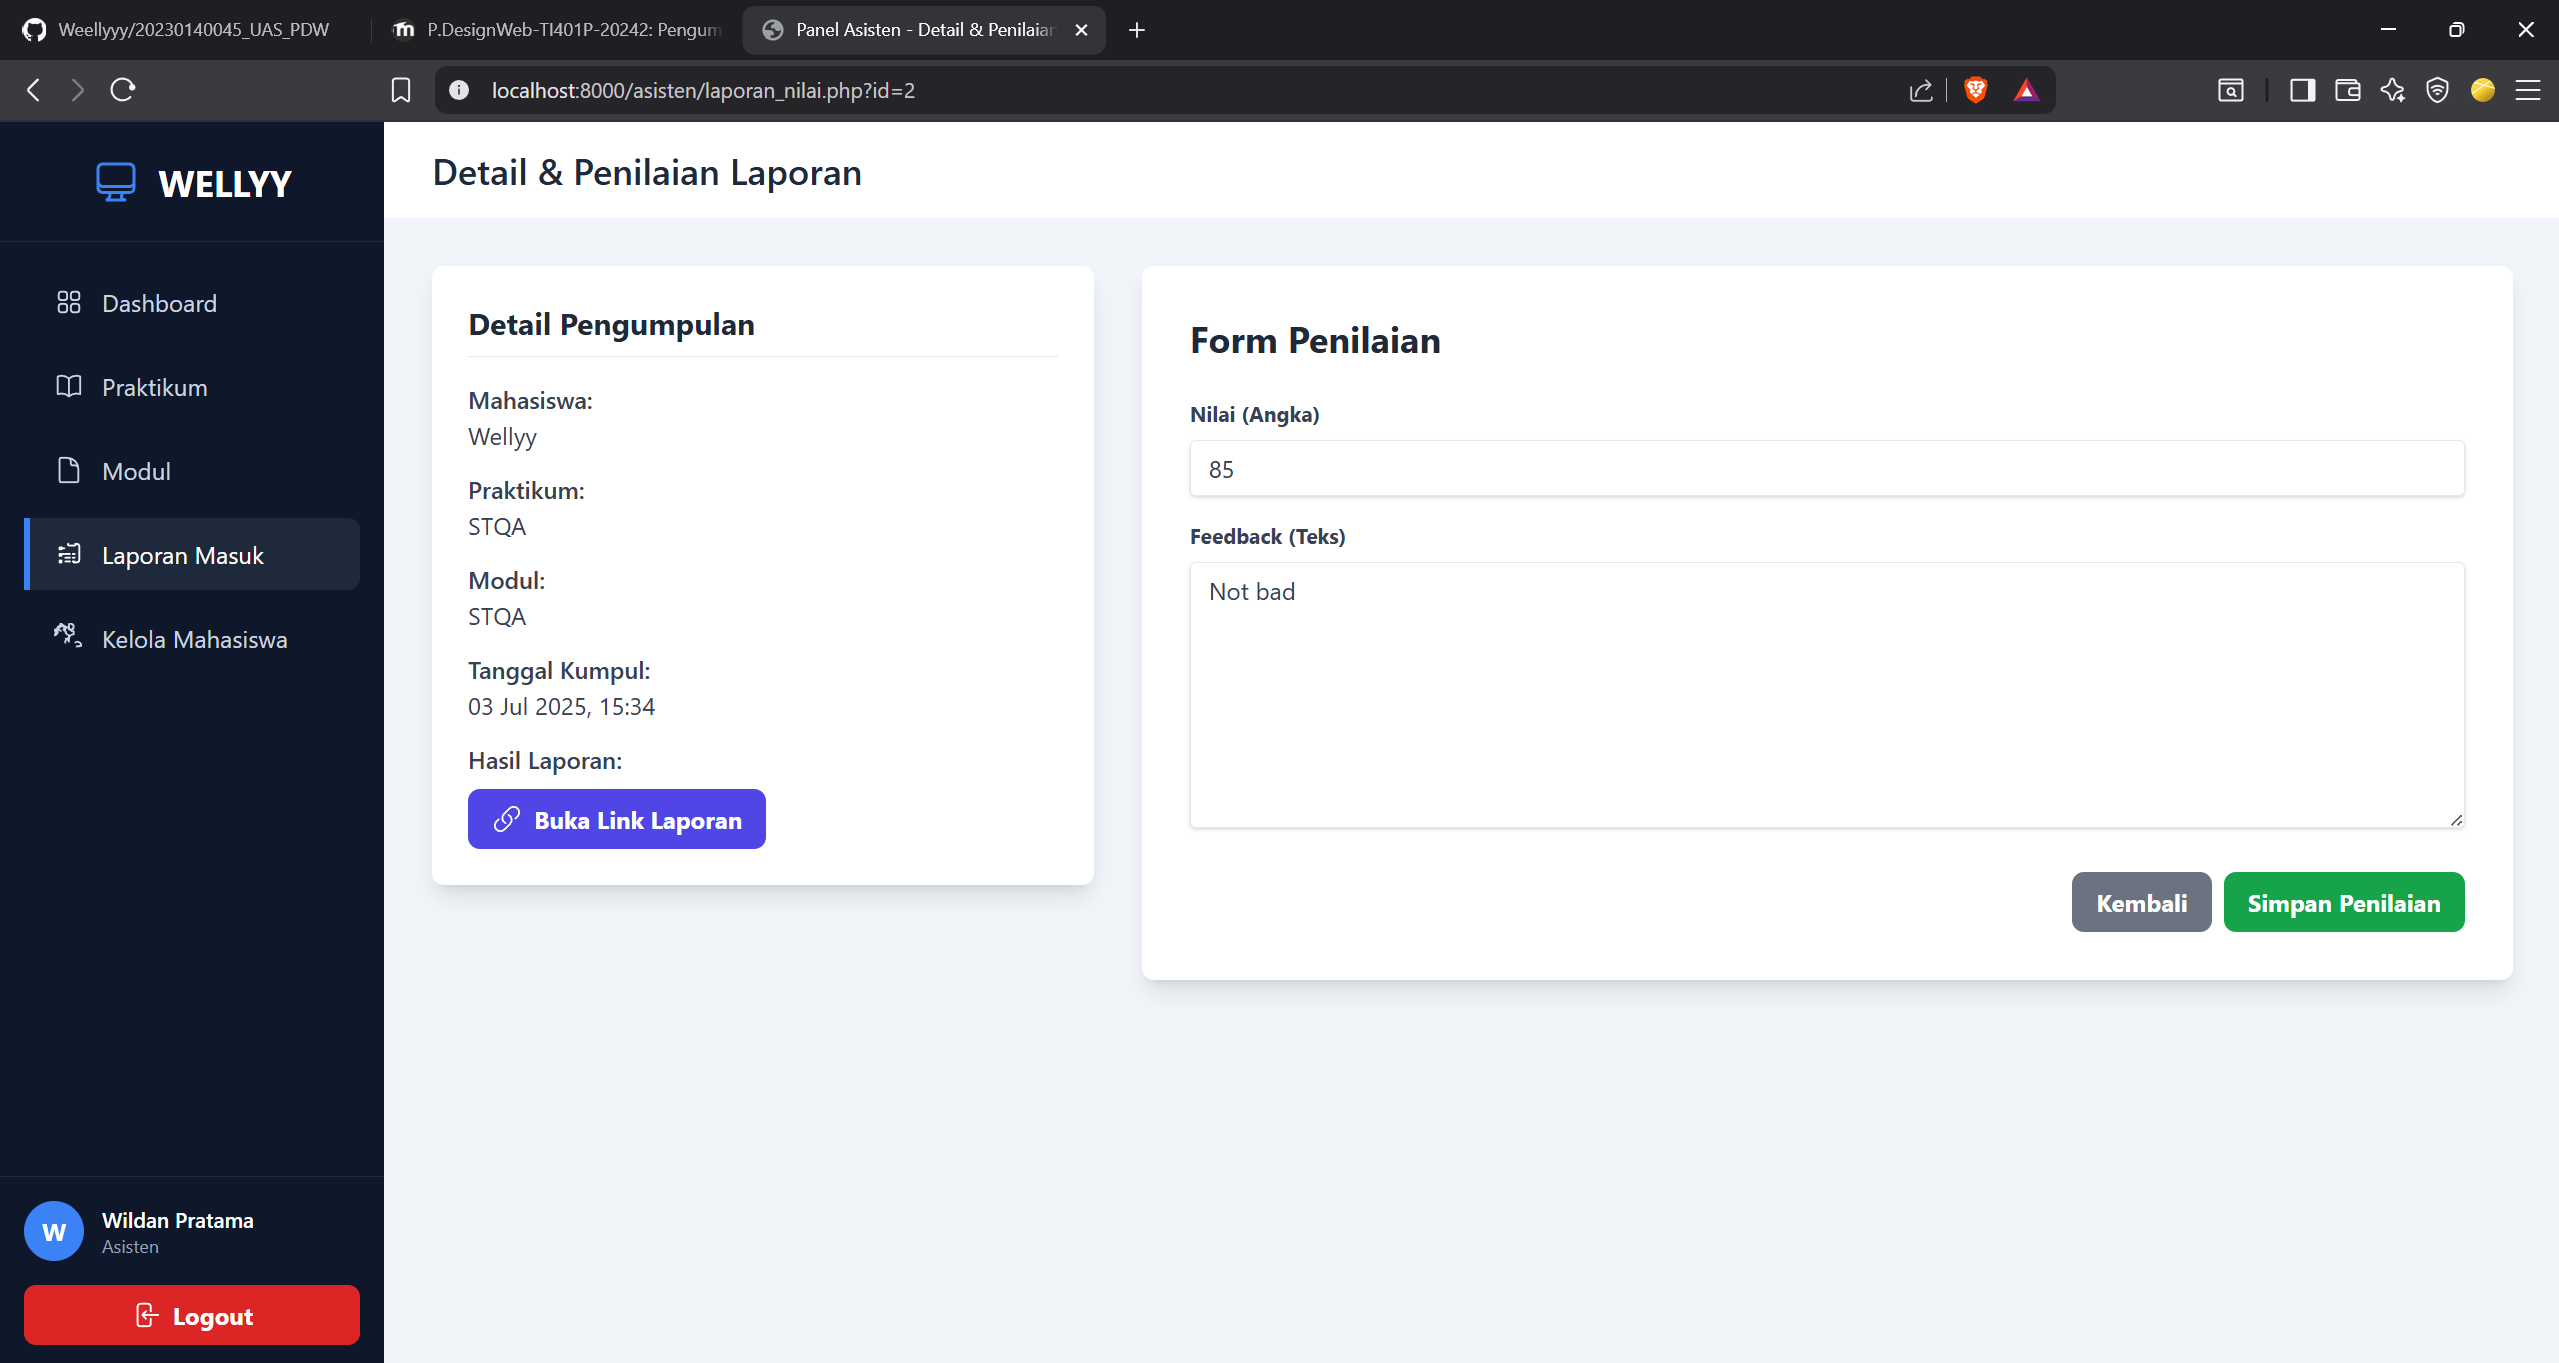 Weellyyy/20230140045_UAS_PDW
P.DesignWeb-TI401P-20242: Pengum
Panel Asisten - Detail & Penilaian
localhost:8000/asisten/laporan_nilai.php?id=2
WELLYY
Dashboard
Praktikum
Modul
Laporan Masuk
Kelola Mahasiswa
Wildan Pratama
W
Asisten
Logout
Detail & Penilaian Laporan
Detail Pengumpulan
Mahasiswa:
Wellyy
Praktikum:
STQA
Modul:
STQA
Tanggal Kumpul:
03 Jul 2025, 15:34
Hasil Laporan:
Buka Link Laporan
Form Penilaian
Nilai (Angka)
85
Feedback (Teks)
Not bad
Kembali
Simpan Penilaian